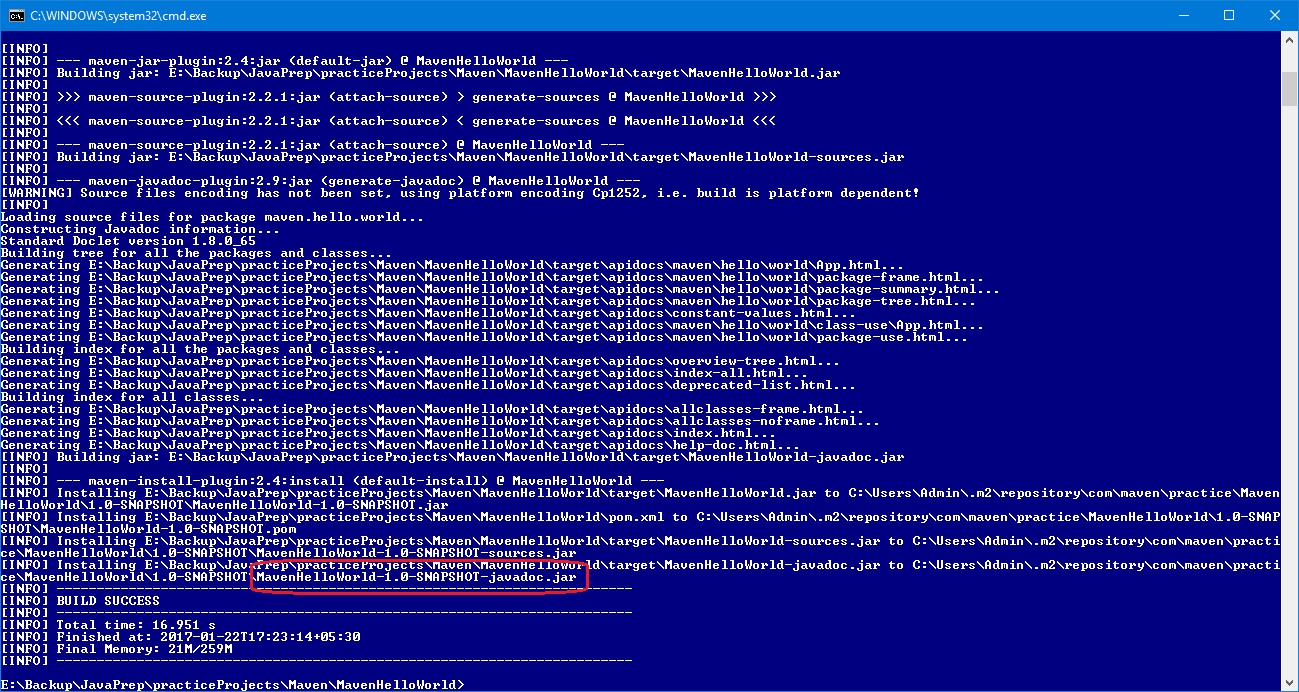 C:\WINDOWS\system32\cmd.exe
[INFO]
[INFO] --- maven-jar-plugin:2.4:jar (default-jar) @ MavenHelloWorld ---
[INFO] Building jar: E:\Backup\JavaPrep\practiceProjects\Maven\MavenHelloWorld\target\MavenHelloWorld.jar
[INFO]
[INFO] >>> maven-source-plugin:2.2.1:jar (attach-source) > generate-sources @ MavenHelloWorld >>>
[INFO]
[INFO] <<< maven-source-plugin:2.2.1:jar (attach-source) < generate-sources @ MavenHelloWorld <<<
[INFO]
[INFO] --- maven-source-plugin:2.2.1:jar (attach-source) @ MavenHelloWorld ---
[INFO] Building jar: E:\Backup\JavaPrep\practiceProjects\Maven\MavenHelloWorld\target\MavenHelloWorld-sources.jar
[INFO]
[INFO] --- maven-javadoc-plugin:2.9:jar (generate-javadoc) @ MavenHelloWorld ---
[WARNING] Source files encoding has not been set, using platform encoding Cp1252, i.e. build is platform dependent!
[INFO]
Loading source files for package maven.hello.world...
Constructing Javadoc information...
Standard Doclet version 1.8.0_65
Building tree for all the packages and classes...
Generating E:\Backup\JavaPrep\practiceProjects\Maven\MavenHelloWorld\target\apidocs\maven\hello\world\App.html...
Generating E:\Backup\JavaPrep\practiceProjects\Maven\MavenHelloWorld\target\apidocs\maven\hello\world\package-frame.html...
Generating E:\Backup\JavaPrep\practiceProjects\Maven\MavenHelloWorld\target\apidocs\maven\hello\world\package-summary.html...
Generating E:\Backup\JavaPrep\practiceProjects\Maven\MavenHelloWorld\target\apidocs\maven\hello\world\package-tree.html...
Generating E:\Backup\JavaPrep\practiceProjects\Maven\MavenHelloWorld\target\apidocs\constant-values.html...
Generating E:\Backup\JavaPrep\practiceProjects\Maven\MavenHelloWorld\target\apidocs\maven\hello\world\class-use\App.html...
Generating E:\Backup\JavaPrep\practiceProjects\Maven\MavenHelloWorld\target\apidocs\maven\hello\world\package-use.html...
Building index for all the packages and classes...
Generating E:\Backup\JavaPrep\practiceProjects\Maven\MavenHelloWorld\target\apidocs\overview-tree.html...
Generating E:\Backup\JavaPrep\practiceProjects\Maven\MavenHelloWorld\target\apidocs\index-all.html...
Generating E:\Backup\JavaPrep\practiceProjects\Maven\MavenHelloWorld\target\apidocs\deprecated-list.html...
Building index for all classes...
Generating E:\Backup\JavaPrep\practiceProjects\Maven\MavenHelloWorld\target\apidocs\allclasses-frame.html...
Generating E:\Backup\JavaPrep\practiceProjects\Maven\MavenHelloWorld\target\apidocs\allclasses-noframe.html...
Generating E:\Backup\JavaPrep\practiceProjects\Maven\MavenHelloWorld\target\apidocs\index.html...
Generating E:\Backup\JavaPrep\practiceProjects\Maven\MavenHelloWorld\target\apidocs\help-doc.html...
[INFO] Building jar: E:\Backup\JavaPrep\practiceProjects\Maven\MavenHelloWorld\target\MavenHelloWorld-javadoc.jar
[INFO]
[INFO] --- maven-install-plugin:2.4:install (default-install) @ MavenHelloWorld ---
[INFO] Installing E:\Backup\JavaPrep\practiceProjects\Maven\MavenHelloWorld\target\MavenHelloWorld.jar to C:\Users\Admin\.m2\repository\com\maven\practice\Maven
HelloWorld\1.0-SNAPSHOT\MavenHelloWorld-1.0-SNAPSHOT.jar
[INFO] Installing E:\Backup\JavaPrep\practiceProjects\Maven\MavenHelloWorld\pom.xml to C:\Users\Admin\.m2\repository\com\maven\practice\MavenHelloWorld\1.0-SNAP
SHOT\MavenHelloWorld-1.0-SNAPSHOT.pom
[INFO] Installing E:\Backup\JavaPrep\practiceProjects\Maven\MavenHelloWorld\target\MavenHelloWorld-sources.jar to C:\Users\Admin\.m2\repository\com\maven\practi
ce\MavenHelloWorld\1.0-SNAPSHOT\MavenHelloWorld-1.0-SNAPSHOT-sources.jar
[INFO] Installing E:\Backup\JavaPrep\practiceProjects\Maven\MavenHelloWorld\target\MavenHelloWorld-javadoc.jar to C:\Users\Admin\.m2\repository\com\maven\practi
ce\MavenHelloWorld\1.0-SNAPSHOT\MavenHelloWorld-1.0-SNAPSHOT-javadoc.jar
[INFO] ------------------------------------------------------------------------
[INFO] BUILD SUCCESS
[INFO] ------------------------------------------------------------------------
[INFO] Total time: 16.951 s
[INFO] Finished at: 2017-01-22T17:23:14+05:30
[INFO] Final Memory: 21M/259M
[INFO] ------------------------------------------------------------------------
E:\Backup\JavaPrep\practiceProjects\Maven\MavenHelloWorld>